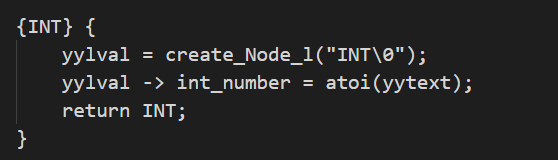 {INT} {
    yylval = create_Node_l("INT\0");
    yylval -> int_number = atoi(yytext);
    return INT;
}